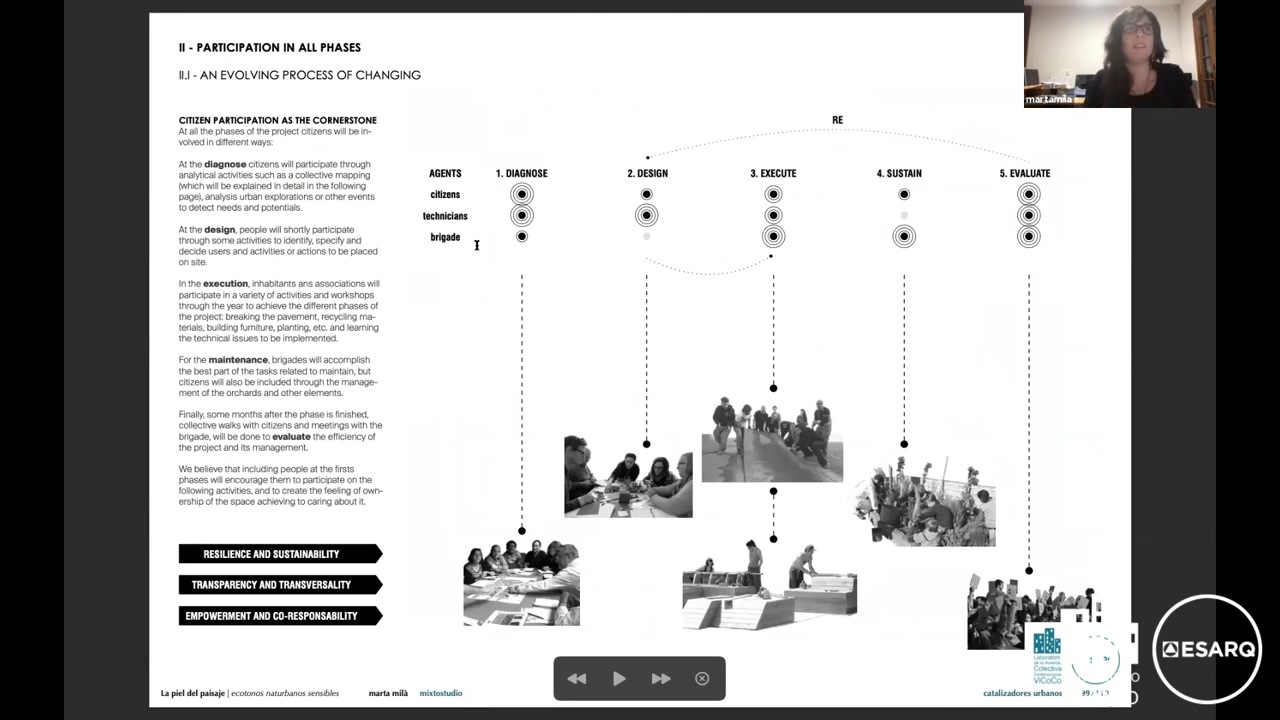 II - PARTICIPATION IN ALL PHASES
II.I - AN EVOLVING PROCESS OF CHANGING
CITIZEN PARTICIPATION AS THE CORNERSTONE
At all the phases of the project citizens will be in-
volved in different ways:
At the diagnose citizens will participate through
analytical activities such as a collective mapping
(which will be explained in detail in the following
page), analysis urban explorations or other events
to detect needs and potentials.
At the design, people will shortly participate
through some activities to identify, specify and
decide users and activities or actions to be placed
on site.
In the execution, inhabitants ans associations will
participate in a variety of activities and workshops
through the year to achieve the different phases of
the project: breaking the pavement, recycling ma-
terials, building furniture, planting, etc. and learning
the technical issues to be implemented.
For the maintenance, brigades will accomplish
the best part of the tasks related to maintain, but
citizens will also be included through the manage-
ment of the orchards and other elements.
Finally, some months after the phase is finished,
collective walks with citizens and meetings with the
brigade, will be done to evaluate the efficiency of
the project and its management.
We believe that including people at the firsts
phases will encourage them to participate on the
following activities, and to create the feeling of own-
ership of the space achieving to caring about it.
RESILIENCE AND SUSTAINABILITY
TRANSPARENCY AND TRANSVERSALITY
EMPOWERMENT AND CO-RESPONSABILITY
RE
AGENTS 1. DIAGNOSE 2. DESIGN 3. EXECUTE 4. SUSTAIN 5. EVALUATE
citizens
technicians
brigade
martamila
Laboratori
de la Vivienda
Colectiva
Contemporánea
ViCoCo
ESARQ
La piel del paisaje | ecotonos naturbanos sensibles marta milà mixtostudio catalizadores urbanos